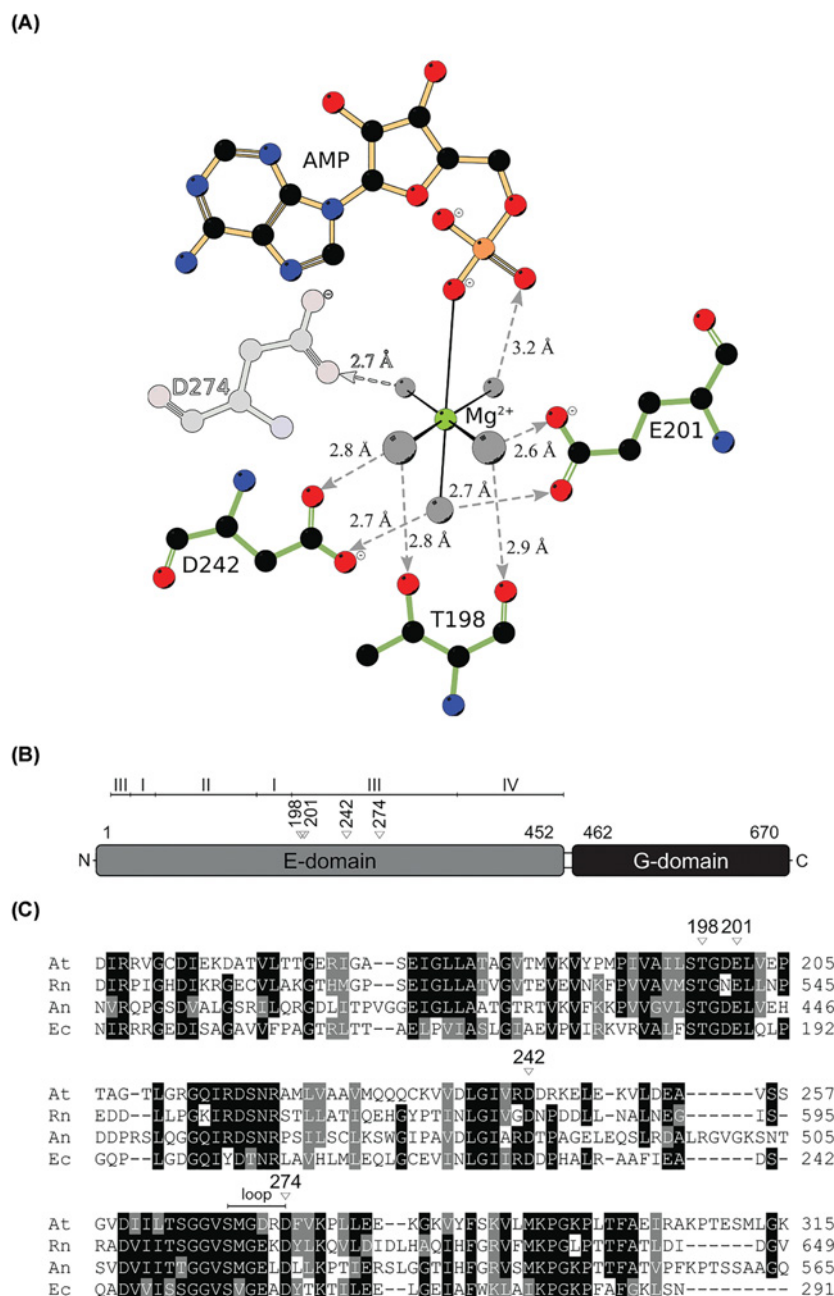 (A)
AMP
3.2 Å
2.7 Å
D274
Mg²⁺
E201
2.8 Å
2.6 Å
2.7 Å
2.7 Å
2.8 Å
2.9 Å
D242
T198
(B)
III I II I III IV
198 201 242 274
1 452 462 670
N E-domain G-domain C
(C)
198 201
At DIRRVGCDIEKDATVLTTGERIGA--SEIGLLATAGVTMVKVYPMPIVAILSTGDELVEP 205
Rn DIRPIGHDIKRGECVLAKGTHMGP--SEIGLLATVGVTEVEVNKFPVVAVMSTGNELLNP 545
An NVRQPGSDVALGSRILQRGDLITPVGGEIGLLAATGTRTVKVFKKPVVGVLSTGDELVEH 446
Ec NIRRRGEDISAGAVVFPAGTRLTT--AELPVIASLGIAEVPVIRKVRVALFSTGDELQLP 192
242
At TAG-TLGRGQIRDSNRAMLVAAVMQQQCKVVDLGIVRDDRKELE-KVLDEA------VSS 257
Rn EDD--LLPGKIRDSNRSTLLATIQEHGYPTINLGIVGDNPDDLLNALNEG------IS- 595
An DDPRSLQGGQIRDSNRPSILSCLKSWGIPAVDLGIARDTPAGELEQSLRDALRGVGKSNT 505
Ec GQP--LGDGQIYDTNRLAVHLMLEQLGCEVINLGIIRDDPHALR-AAFIEA------DS- 242
loop 274
At GVDIILTSGGVSMGDRDFVKPLLEE--KGKVYFSKVLMKPGKPLTFAEIRAKPTESMLGK 315
Rn RADVIITSGGVSMGEKDYLKQVLDIDLHAQIHFGRVFMKPGLPTTFATLDI-----DGV 649
An SVDVIITTGGVSMGELDLLKPTIERSLGGTIHFGRVSMKPGKPTTFATVPFKPTSSAAGQ 565
Ec QADVVISSGGVSVGEADYTKTILEE--LGEIAFWKLAIKPGKPFAFGKLSN--------- 291